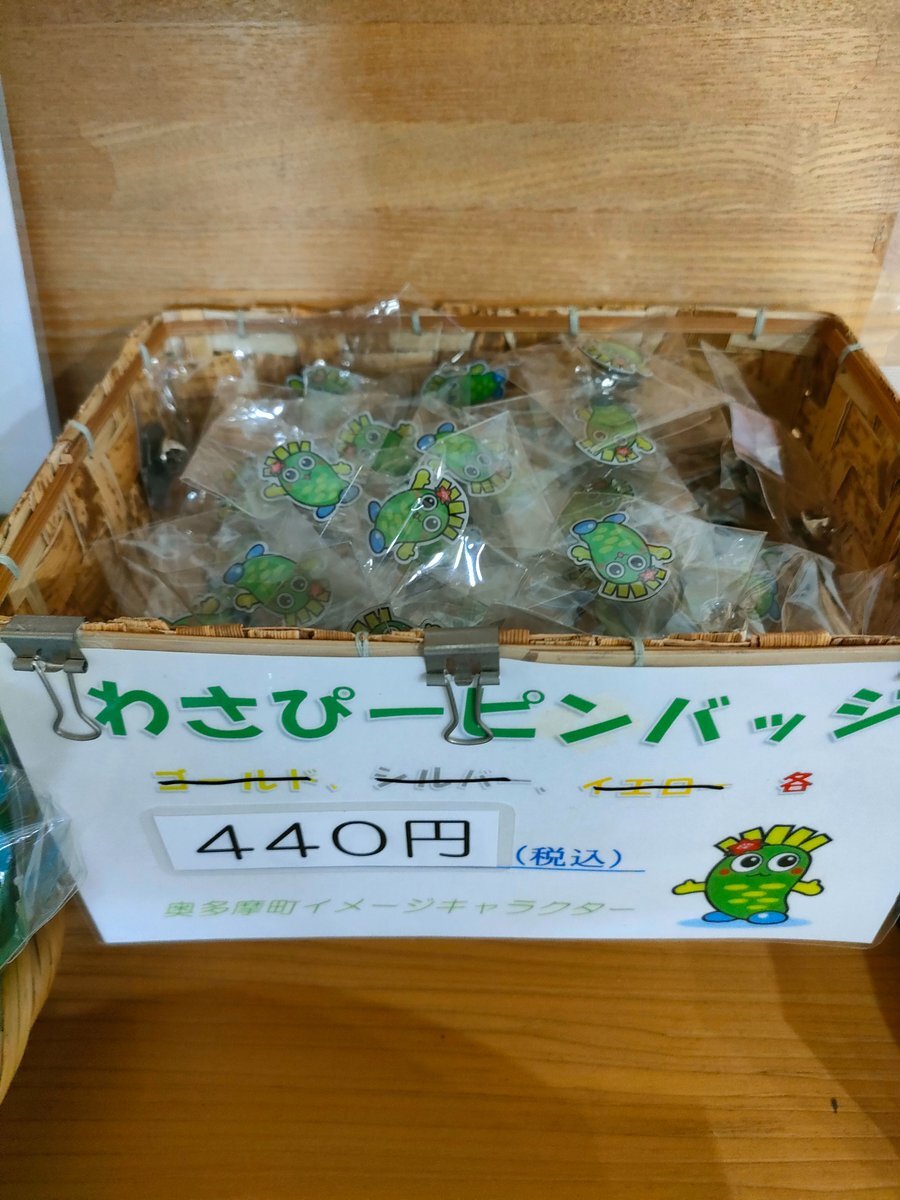 わさぴーピンバッジ
ゴールド、シルバー、イエロー 各
440円（税込）
奥多摩町イメージキャラクター